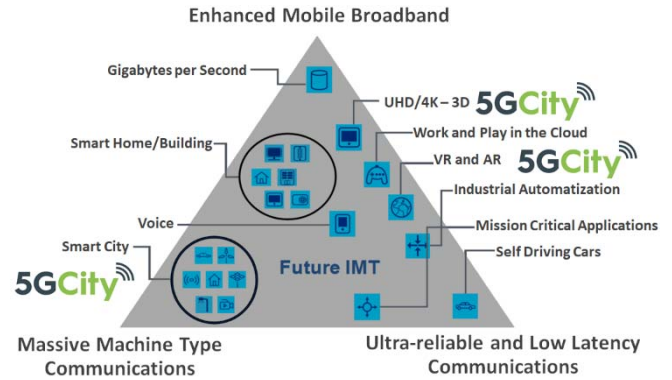 Enhanced Mobile Broadband
Gigabytes per Second
UHD/4K – 3D 5GCity
Smart Home/Building
Work and Play in the Cloud
VR and AR 5GCity
Industrial Automatization
Voice
Mission Critical Applications
Smart City
Self Driving Cars
5GCity
Future IMT
Massive Machine Type
Communications
Ultra-reliable and Low Latency
Communications